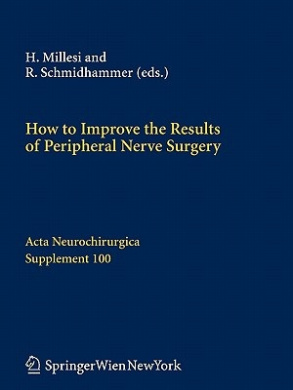 H. Millesi and
R. Schmidhammer (eds.)
How to Improve the Results
of Peripheral Nerve Surgery
Acta Neurochirurgica
Supplement 100
SpringerWienNewYork